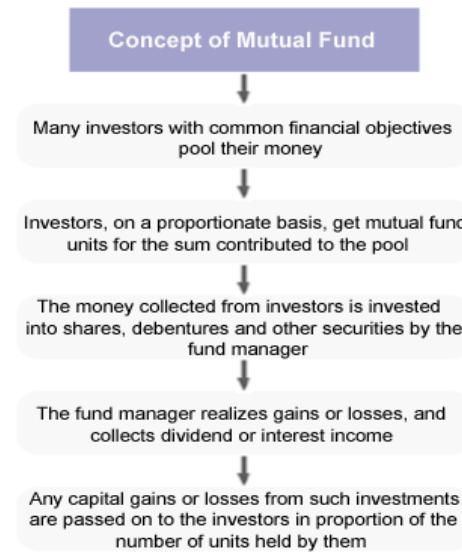 Concept of Mutual Fund
Many investors with common financial objectives
pool their money
Investors, on a proportionate basis, get mutual fund
units for the sum contributed to the pool
The money collected from investors is invested
into shares, debentures and other securities by the
fund manager
The fund manager realizes gains or losses, and
collects dividend or interest income
Any capital gains or losses from such investments
are passed on to the investors in proportion of the
number of units held by them